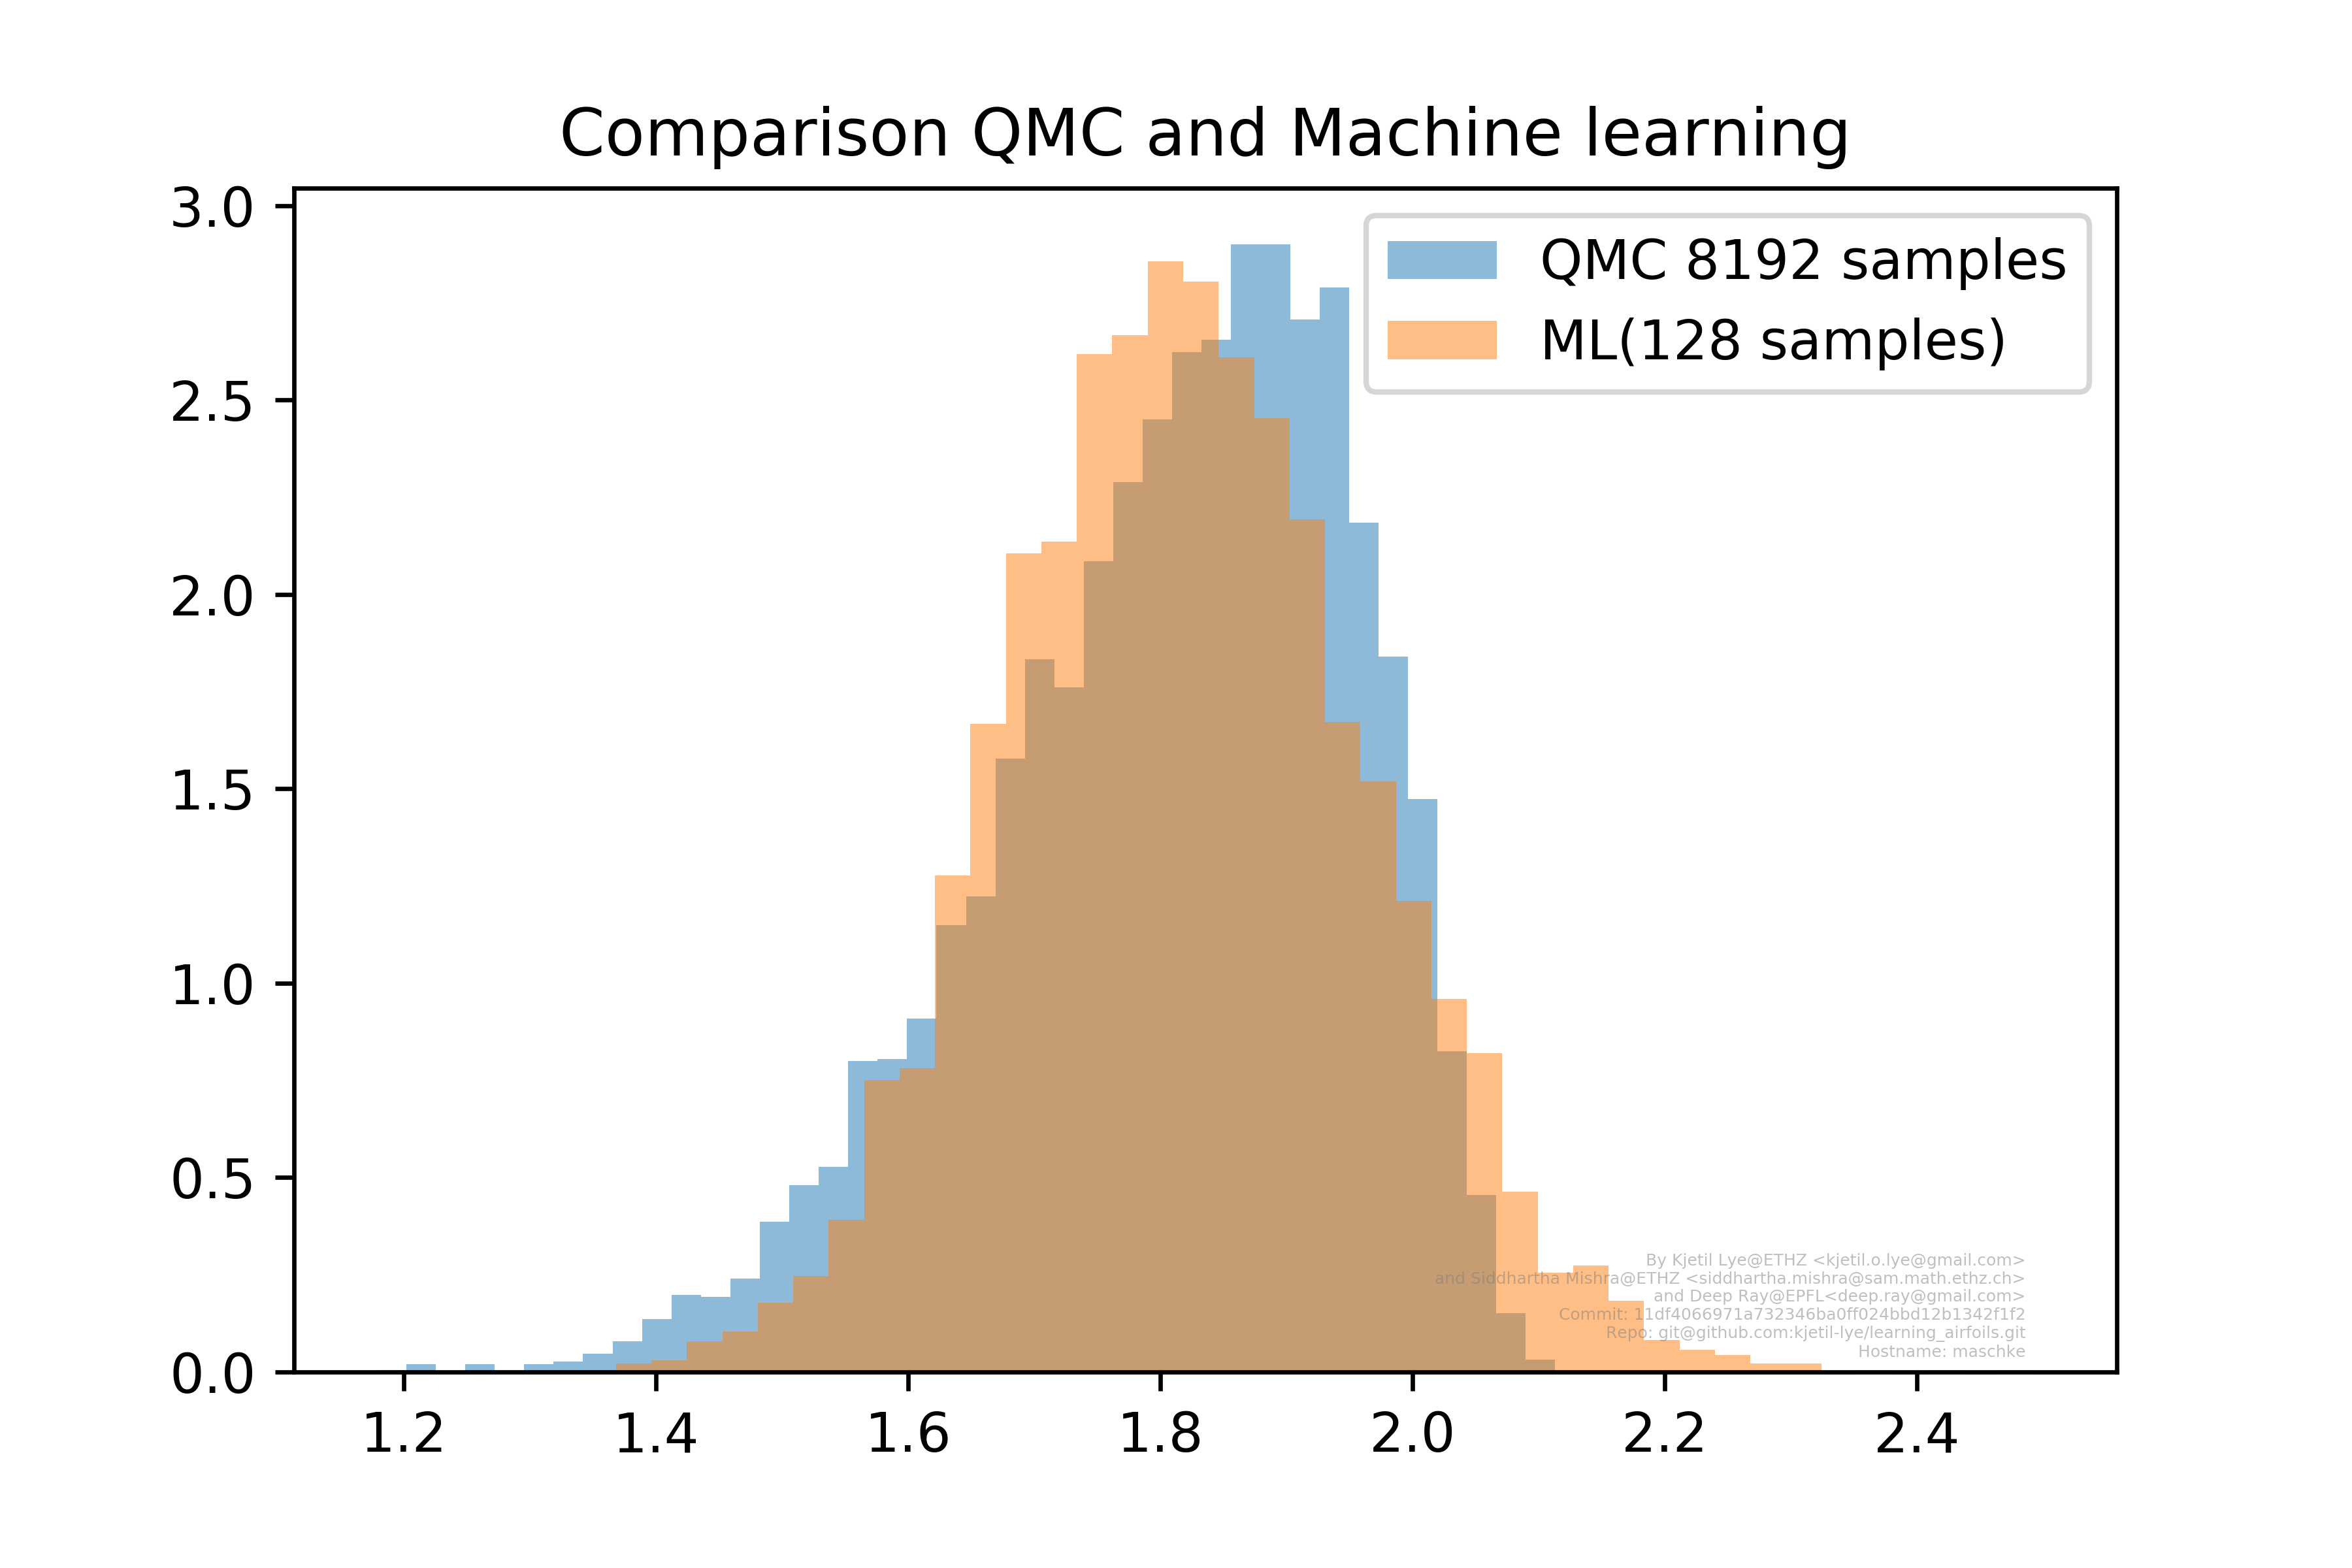 Comparison QMC and Machine learning
3.0
2.5
2.0
1.5
1.0
0.5
0.0
QMC 8192 samples
ML(128 samples)
By Kjetil Lye@ETHZ <kjetil.o.lye@gmail.com>
and Siddhartha Mishra@ETHZ <siddhartha.mishra@sam.math.ethz.ch>
and Deep Ray@EPFL<deep.ray@gmail.com>
Commit: 11df4066971a732346ba0ff024bbd12b1342f1f2
Repo: git@github.com:kjetil-lye/learning_airfoils.git
Hostname: maschke
1.2 1.4 1.6 1.8 2.0 2.2 2.4